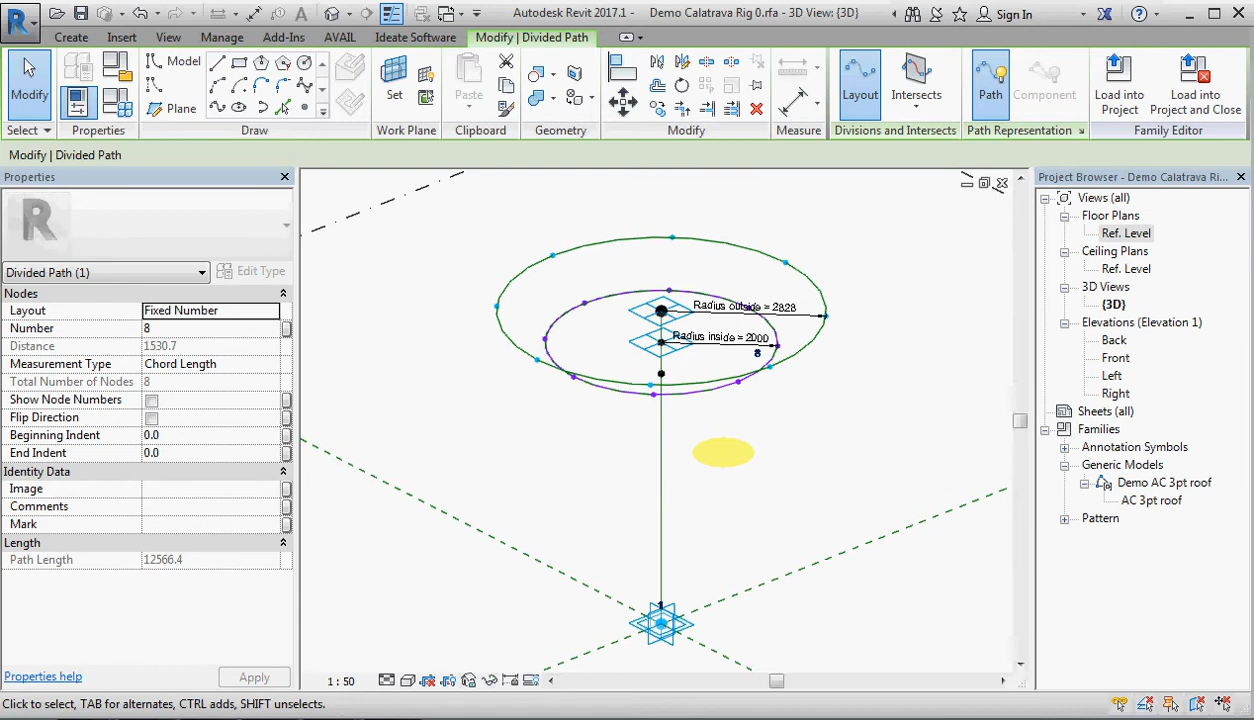 Autodesk Revit 2017.1 - Demo Calatrava Rig 0.rfa - 3D View: {3D}
Sign In
Create Insert View Manage Add-Ins AVAIL Ideate Software Modify | Divided Path
Modify
Model
Plane
Set
Paste
Layout
Intersects
Path
Component
Load into Project
Load into Project and Close
Select Properties Draw Work Plane Clipboard Geometry Modify Measure Divisions and Intersects Path Representation Family Editor
Modify | Divided Path
Properties
Divided Path (1) Edit Type
Nodes
Layout Fixed Number
Number 8
Distance 1530.7
Measurement Type Chord Length
Total Number of Nodes 8
Show Node Numbers
Flip Direction
Beginning Indent 0.0
End Indent 0.0
Identity Data
Image
Comments
Mark
Length
Path Length 12566.4
Properties help Apply
Radius outside = 2828
Radius inside = 2000
8
1
1 : 50
Project Browser - Demo Calatrava Ri...
Views (all)
Floor Plans
Ref. Level
Ceiling Plans
Ref. Level
3D Views
{3D}
Elevations (Elevation 1)
Back
Front
Left
Right
Sheets (all)
Families
Annotation Symbols
Generic Models
Demo AC 3pt roof
AC 3pt roof
Pattern
Click to select, TAB for alternates, CTRL adds, SHIFT unselects.